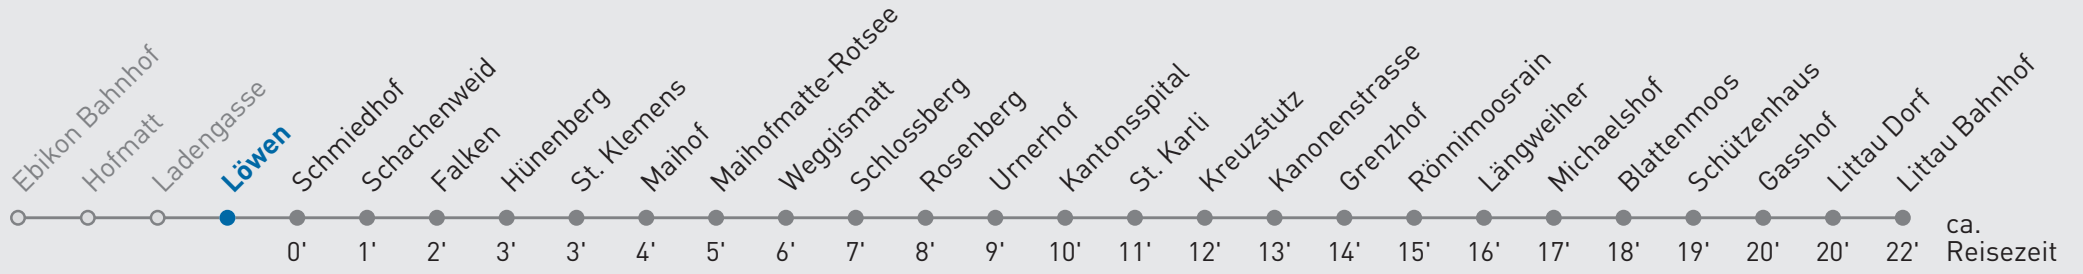 Ebikon Bahnhof
Hofmatt
Ladengasse
Löwen
Schmiedhof
Schachenweid
Falken
Hünenberg
St. Klemens
Maihof
Maihofmatte-Rotsee
Weggismatt
Schlossberg
Rosenberg
Urnerhof
Kantonsspital
St. Karli
Kreuzstutz
Kanonenstrasse
Grenzhof
Rönnimoosrain
Längweiher
Michaelshof
Blattenmoos
Schützenhaus
Gasshof
Littau Dorf
Littau Bahnhof
0' 1' 2' 3' 3' 4' 5' 6' 7' 8' 9' 10' 11' 12' 13' 14' 15' 16' 17' 18' 19' 20' 20' 22'
ca.
Reisezeit